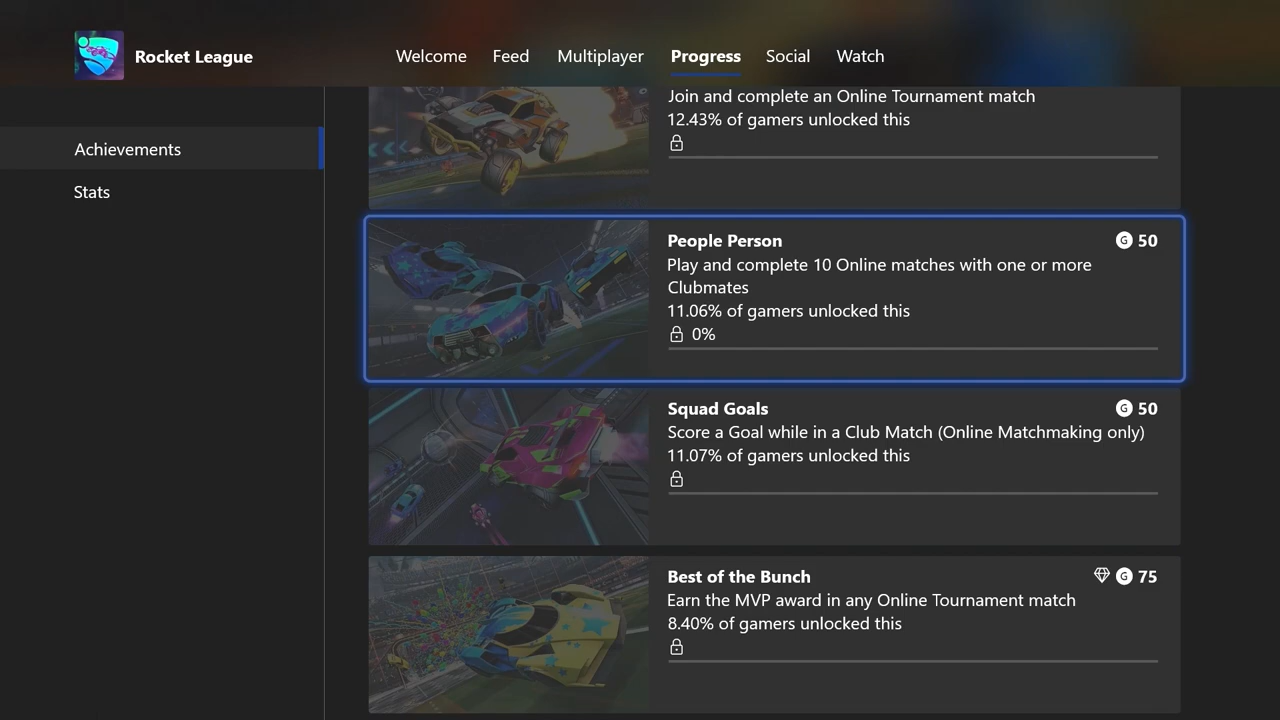 Rocket League
Welcome Feed Multiplayer Progress Social Watch
Achievements
Stats
Join and complete an Online Tournament match
12.43% of gamers unlocked this
People Person G 50
Play and complete 10 Online matches with one or more
Clubmates
11.06% of gamers unlocked this
0%
Squad Goals G 50
Score a Goal while in a Club Match (Online Matchmaking only)
11.07% of gamers unlocked this
Best of the Bunch G 75
Earn the MVP award in any Online Tournament match
8.40% of gamers unlocked this